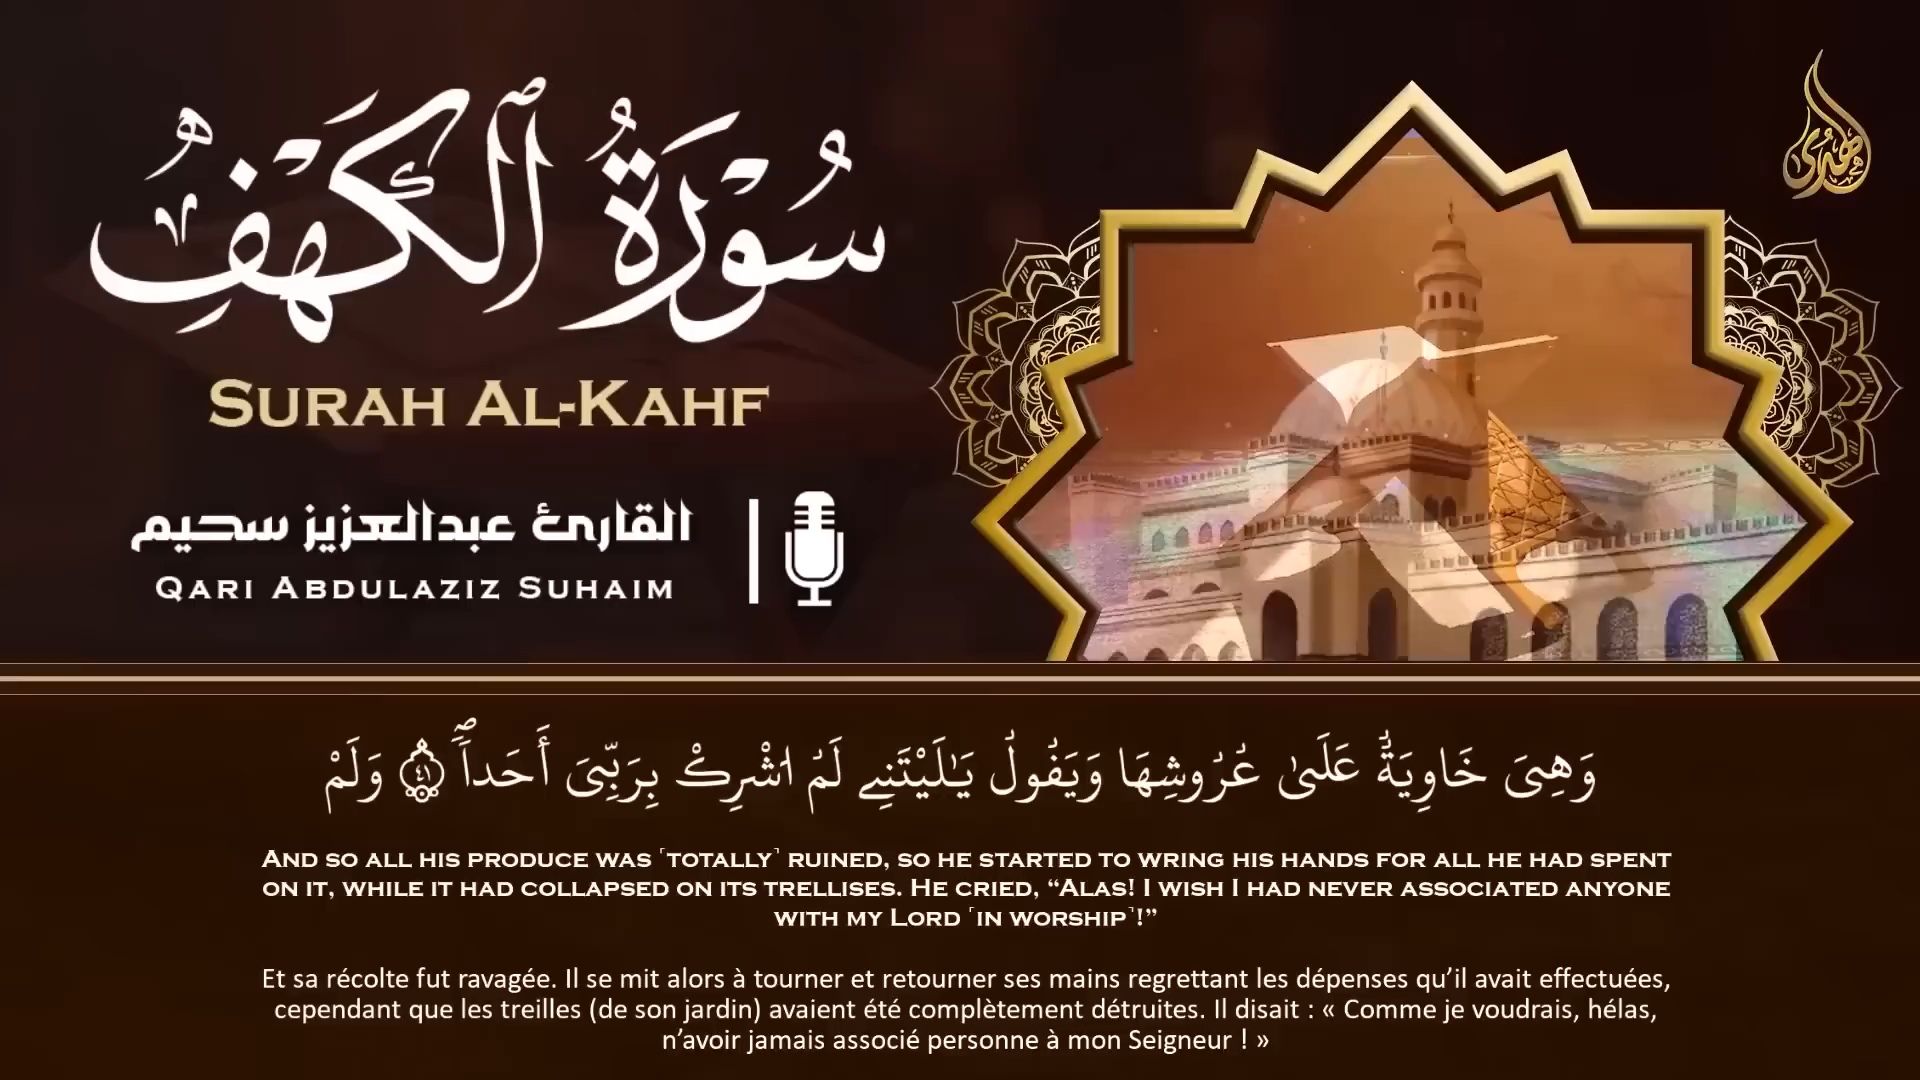 سُورَةُ ٱلْكَهْفِ
SURAH AL-KAHF
القارئ عبدالعزيز سحيم
QARI ABDULAZIZ SUHAIM
الهدى
وَهِيَ خَاوِيَةٌ عَلَىٰ عُرُوشِهَا وَيَقُولُ يَٰلَيْتَنِے لَمُ اشْرِكْ بِرَبِّيَ أَحَداٗۖ ۝٤١ وَلَمْ
AND SO ALL HIS PRODUCE WAS ˹TOTALLY˺ RUINED, SO HE STARTED TO WRING HIS HANDS FOR ALL HE HAD SPENT
ON IT, WHILE IT HAD COLLAPSED ON ITS TRELLISES. HE CRIED, “ALAS! I WISH I HAD NEVER ASSOCIATED ANYONE
WITH MY LORD ˹IN WORSHIP˺!”
Et sa récolte fut ravagée. Il se mit alors à tourner et retourner ses mains regrettant les dépenses qu’il avait effectuées,
cependant que les treilles (de son jardin) avaient été complètement détruites. Il disait : « Comme je voudrais, hélas,
n’avoir jamais associé personne à mon Seigneur ! »